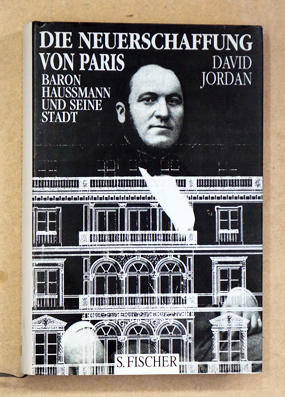 DIE NEUERSCHAFFUNG
VON PARIS
DAVID
JORDAN
BARON
HAUSSMANN
UND SEINE
STADT
S. FISCHER